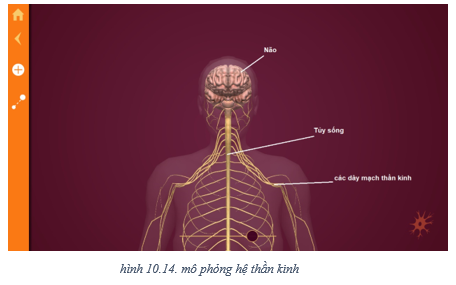 Não
Tủy sống
các dây mạch thần kinh
hình 10.14. mô phỏng hệ thần kinh